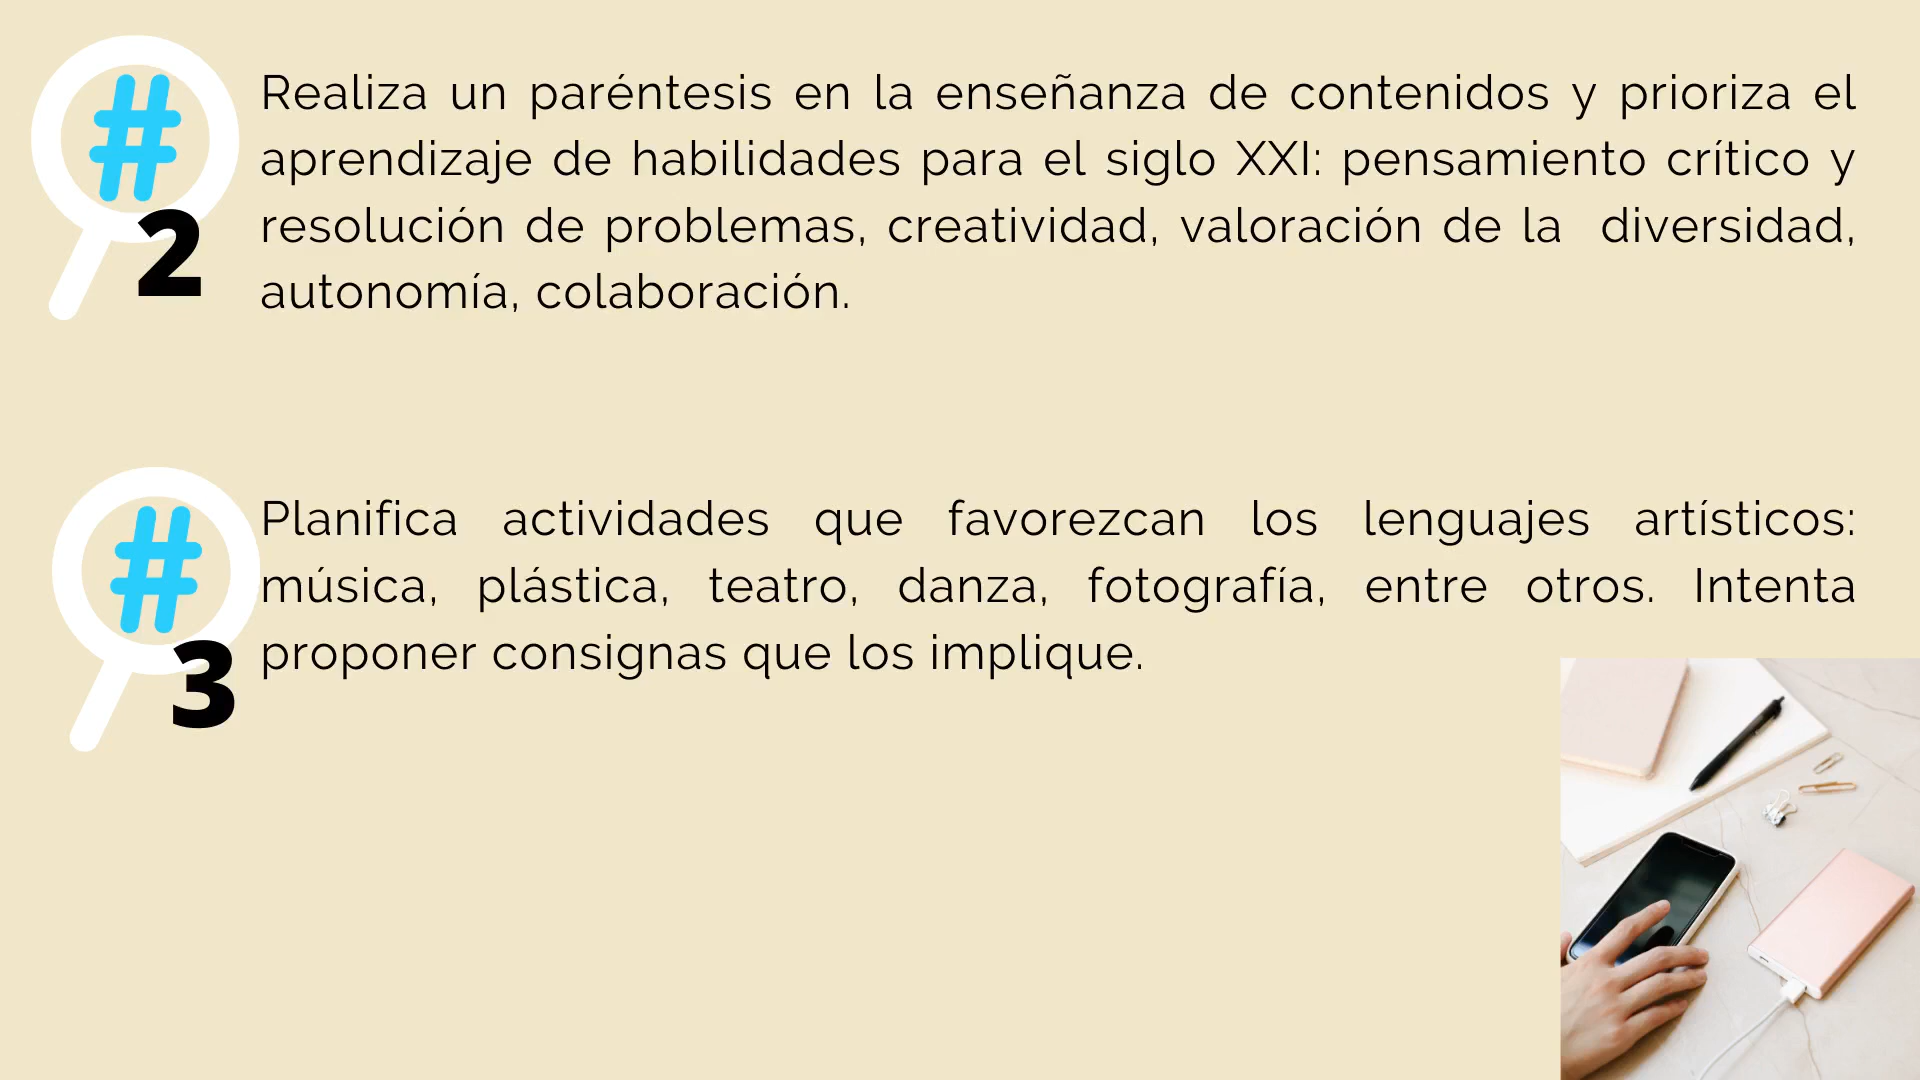 #
2
Realiza un paréntesis en la enseñanza de contenidos y prioriza el
aprendizaje de habilidades para el siglo XXI: pensamiento crítico y
resolución de problemas, creatividad, valoración de la diversidad,
autonomía, colaboración.
#
3
Planifica actividades que favorezcan los lenguajes artísticos:
música, plástica, teatro, danza, fotografía, entre otros. Intenta
proponer consignas que los implique.